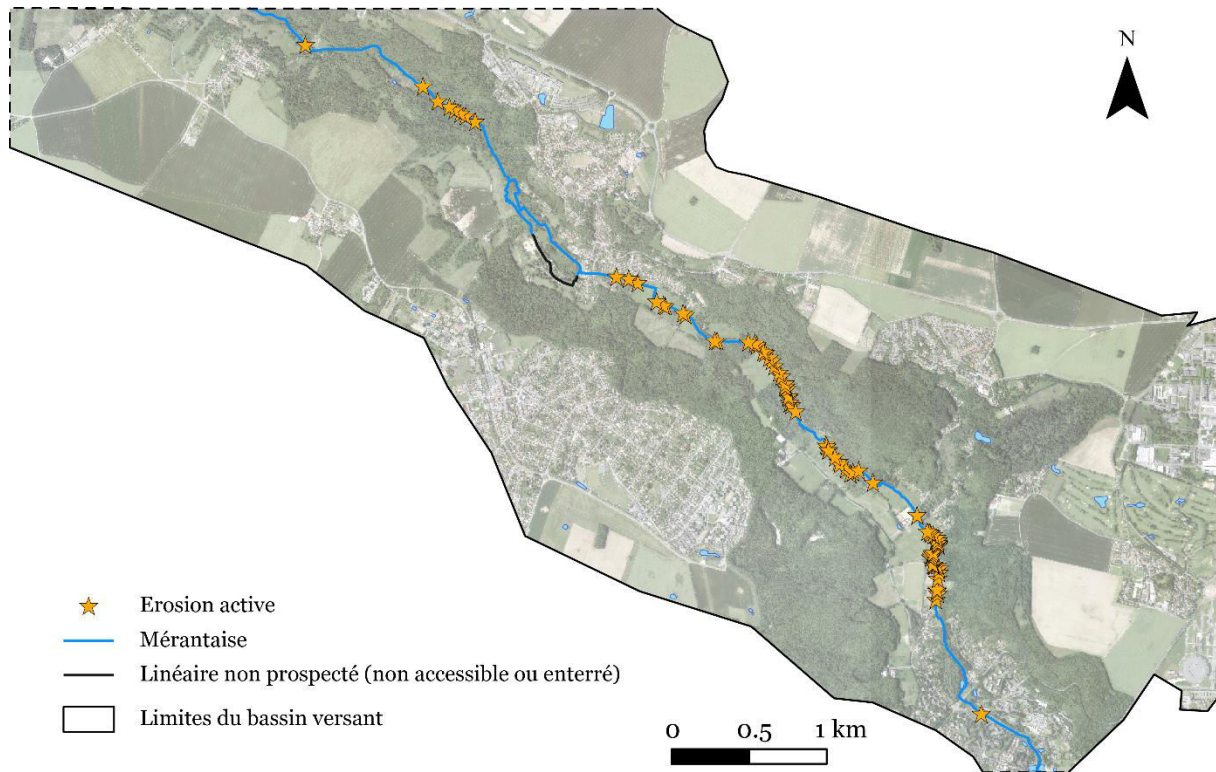 N
Erosion active
Mérantaise
Linéaire non prospecté (non accessible ou enterré)
Limites du bassin versant
0 0.5 1 km